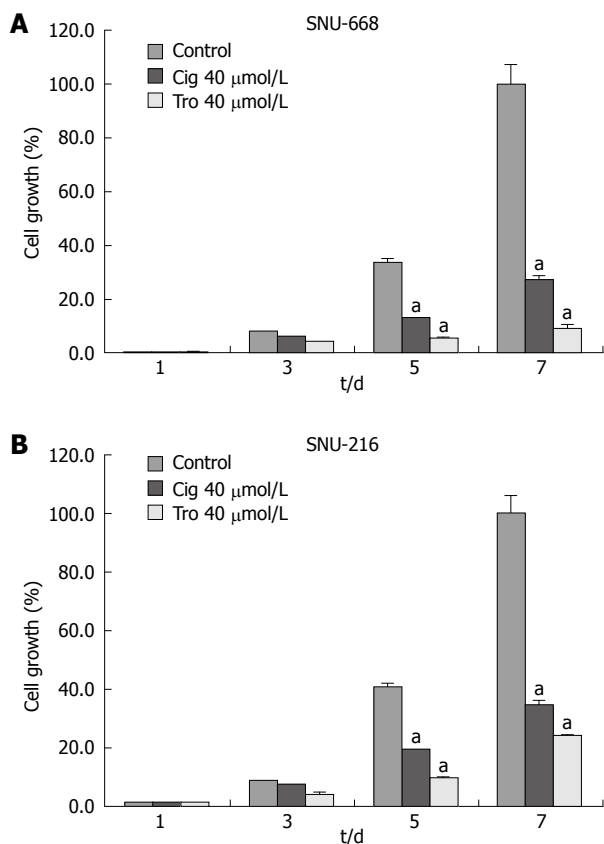 A
SNU-668
120.0
100.0
80.0
60.0
40.0
20.0
0.0
Cell growth (%)
Control
Cig 40 μmol/L
Tro 40 μmol/L
a
a
a
a
1
3
5
7
t/d
B
SNU-216
120.0
100.0
80.0
60.0
40.0
20.0
0.0
Cell growth (%)
Control
Cig 40 μmol/L
Tro 40 μmol/L
a
a
a
a
1
3
5
7
t/d